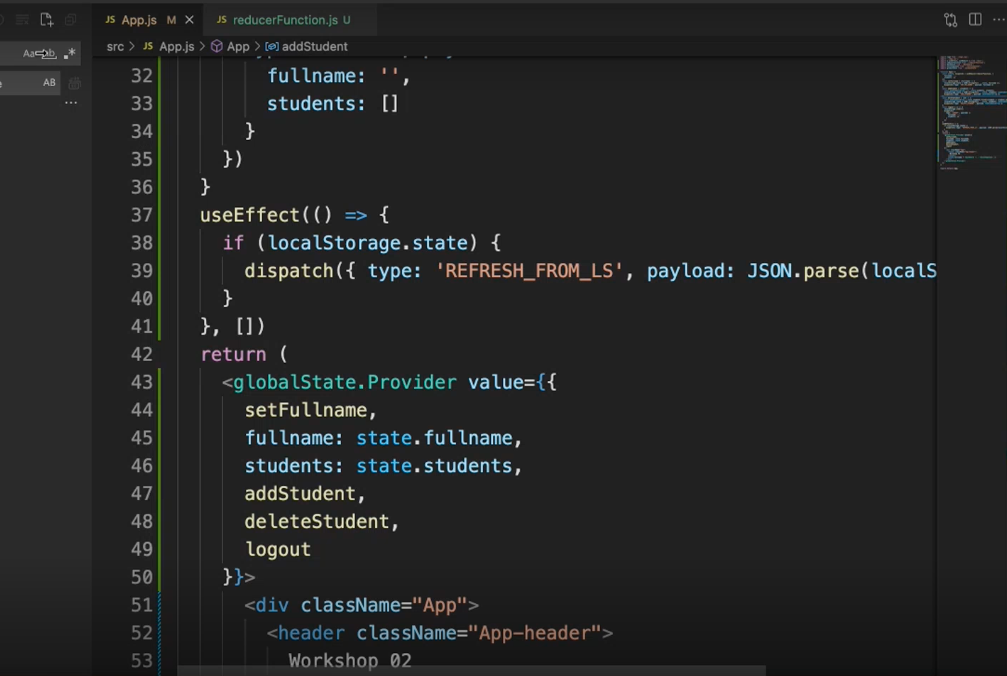 JS App.js M ×
JS reducerFunction.js U
Aa ab .*
AB
src > JS App.js > App > addStudent
32 fullname: '',
33 students: []
34 }
35 })
36 }
37 useEffect(() => {
38 if (localStorage.state) {
39 dispatch({ type: 'REFRESH_FROM_LS', payload: JSON.parse(localS
40 }
41 }, [])
42 return (
43 <globalState.Provider value={{
44 setFullname,
45 fullname: state.fullname,
46 students: state.students,
47 addStudent,
48 deleteStudent,
49 logout
50 }}>
51 <div className="App">
52 <header className="App-header">
53 Workshop 02